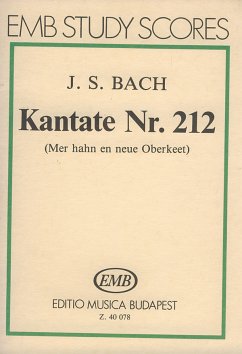 EMB STUDY SCORES
J. S. BACH
Kantate Nr. 212
(Mer hahn en neue Oberkeet)
EMB
EDITIO MUSICA BUDAPEST
Z. 40 078